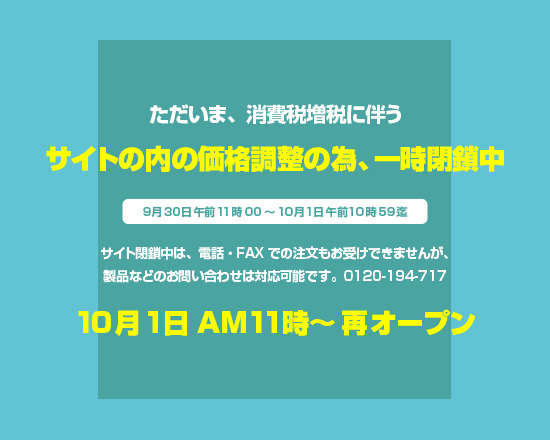 ただいま、消費税増税に伴う
サイトの内の価格調整の為、一時閉鎖中
9月30日午前11時00～10月1日午前10時59迄
サイト閉鎖中は、電話・FAXでの注文もお受けできませんが、
製品などのお問い合わせは対応可能です。0120-194-717
10月1日 AM11時～再オープン